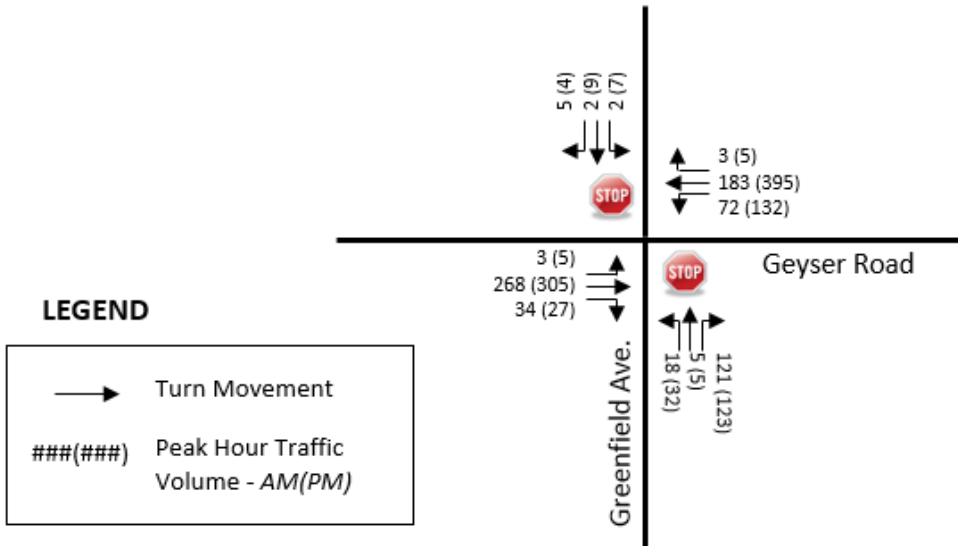 5 (4)
2 (9)
2 (7)
3 (5)
183 (395)
72 (132)
STOP
3 (5)
268 (305)
34 (27)
STOP
Geyser Road
18 (32)
5 (5)
121 (123)
Greenfield Ave.
LEGEND
Turn Movement
###(###)
Peak Hour Traffic
Volume - AM(PM)